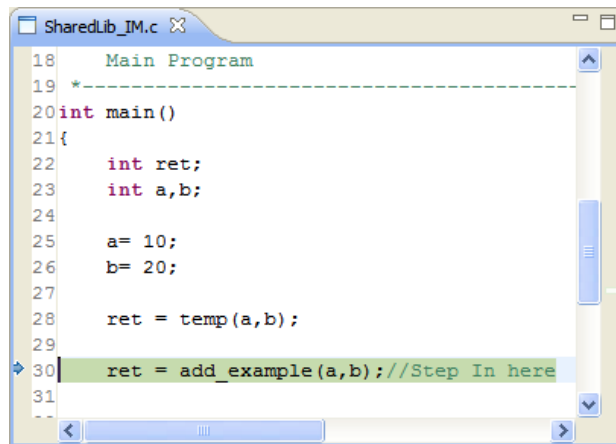 SharedLib_IM.c
18 Main Program
19 *-----------------------------------------
20 int main()
21 {
22 int ret;
23 int a,b;
24
25 a= 10;
26 b= 20;
27
28 ret = temp(a,b);
29
30 ret = add_example(a,b);//Step In here
31